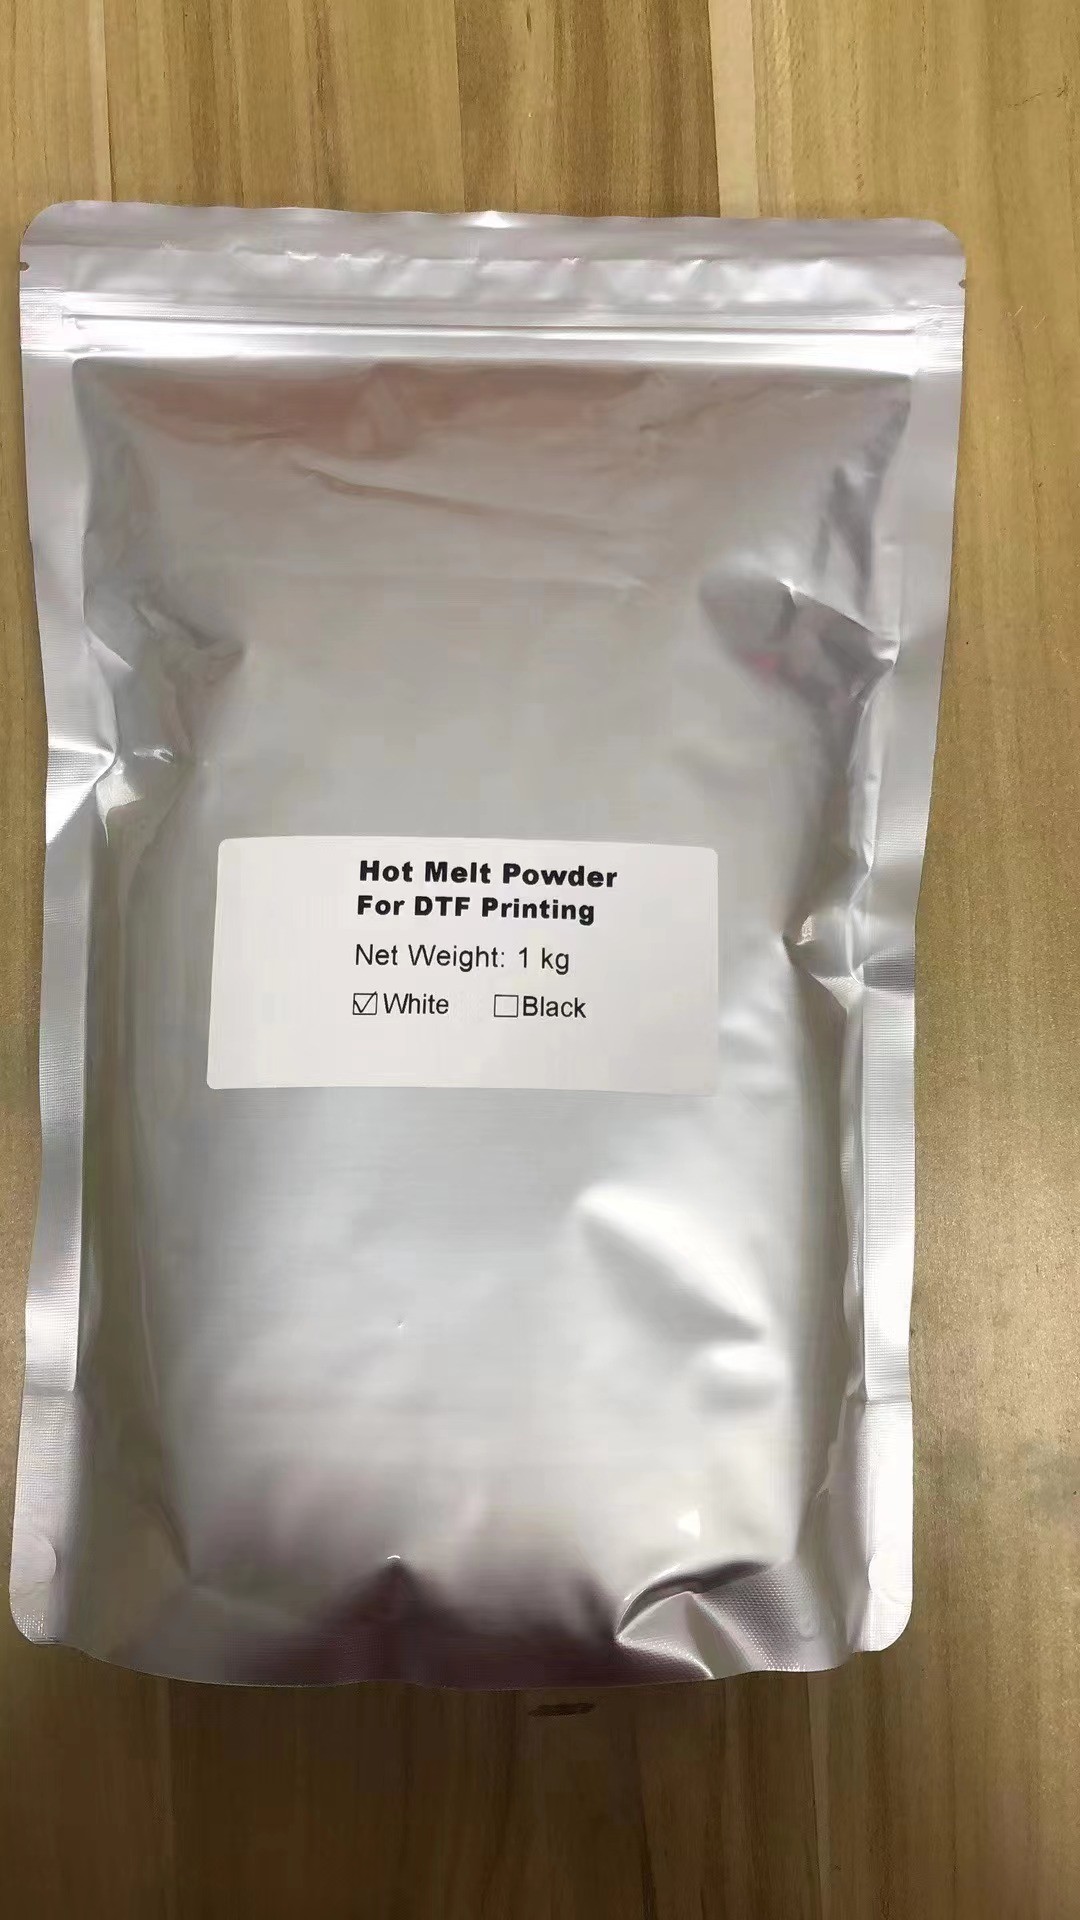 Hot Melt Powder
For DTF Printing
Net Weight: 1 kg
☑White ☐Black